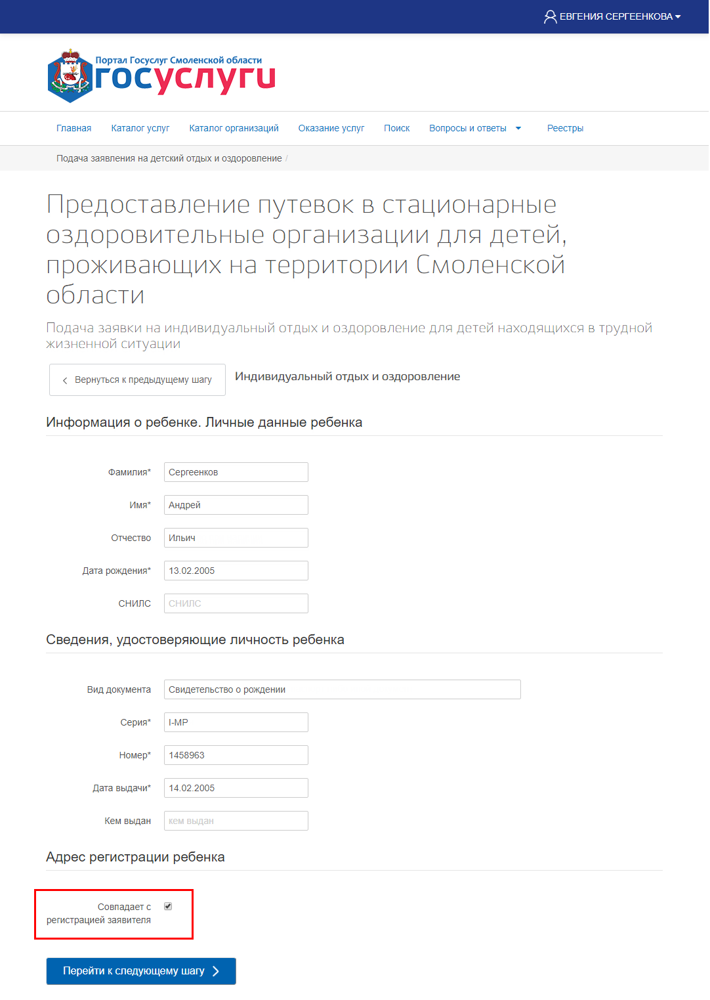 ЕВГЕНИЯ СЕРГЕЕНКОВА
Портал Госуслуг Смоленской области
госуслуги
Главная Каталог услуг Каталог организаций Оказание услуг Поиск Вопросы и ответы Реестры
Подача заявления на детский отдых и оздоровление /
Предоставление путевок в стационарные
оздоровительные организации для детей,
проживающих на территории Смоленской
области
Подача заявки на индивидуальный отдых и оздоровление для детей находящихся в трудной
жизненной ситуации
Вернуться к предыдущему шагу Индивидуальный отдых и оздоровление
Информация о ребенке. Личные данные ребенка
Фамилия* Сергеенков
Имя* Андрей
Отчество Ильич
Дата рождения* 13.02.2005
СНИЛС СНИЛС
Сведения, удостоверяющие личность ребенка
Вид документа Свидетельство о рождении
Серия* I-МР
Номер* 1458963
Дата выдачи* 14.02.2005
Кем выдан кем выдан
Адрес регистрации ребенка
Совпадает с
регистрацией заявителя
Перейти к следующему шагу